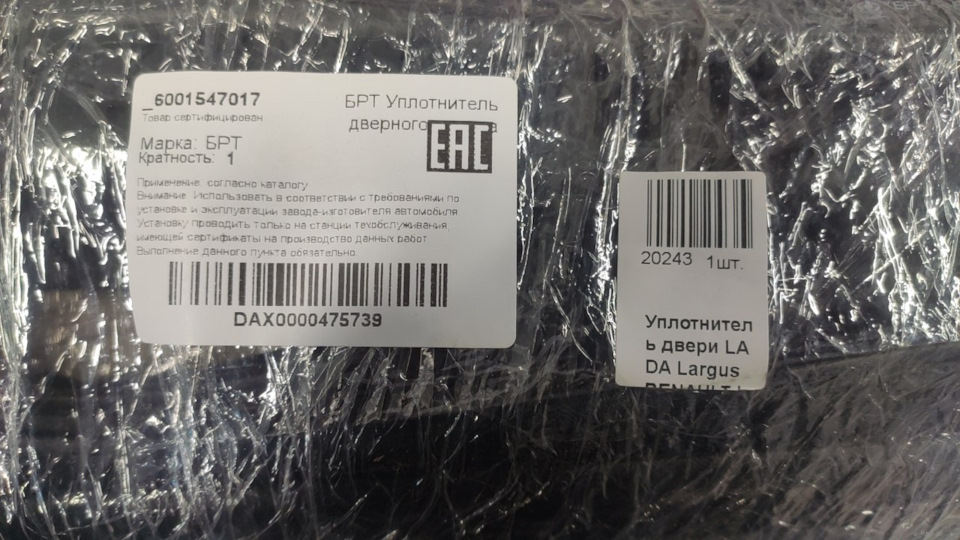 _6001547017
Товар сертифицирован
БРТ Уплотнитель
дверного
EAC
Марка: БРТ
Кратность: 1
Применение: согласно каталогу
Внимание. Использовать в соответствии с требованиями по
установке и эксплуатации завода-изготовителя автомобиля
Установку проводить только на станции техобслуживания,
имеющей сертификаты на производство данных работ
Выполнение данного пункта обязательно
DAX0000475739
20243 1шт.
Уплотнител
ь двери LA
DA Largus
RENAULT